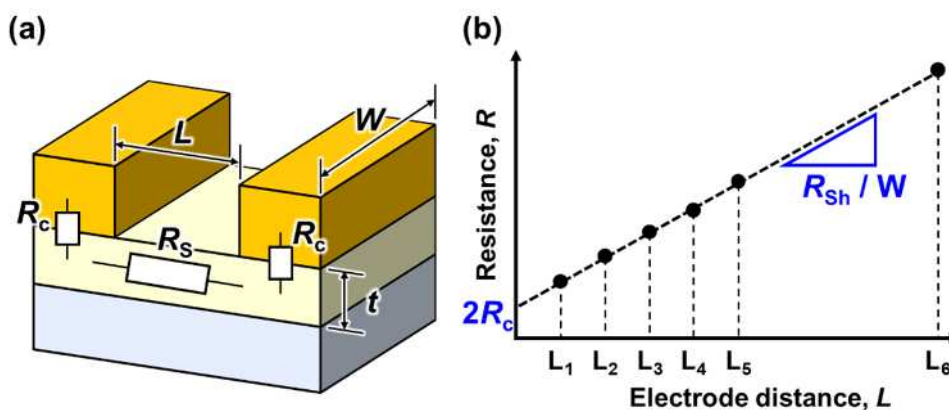 (a)
L
W
Rc
Rs
Rc
t
(b)
Resistance, R
2Rc
RSh / W
L1 L2 L3 L4 L5 L6
Electrode distance, L